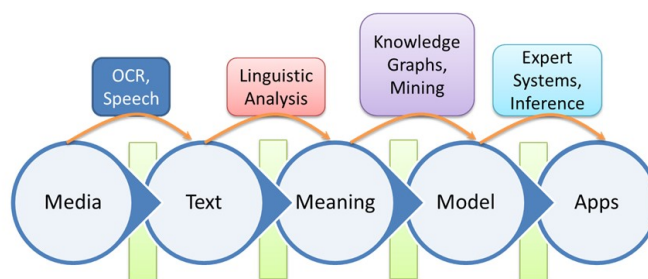 OCR,
Speech
Linguistic
Analysis
Knowledge
Graphs,
Mining
Expert
Systems,
Inference
Media
Text
Meaning
Model
Apps